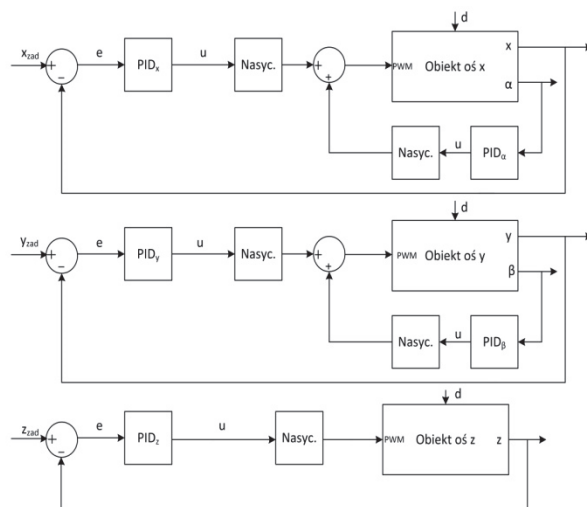 d
x_zad + − e PID_x u Nasyc. + + PWM Obiekt oś x x
α
Nasyc. u PID_α
d
y_zad + − e PID_y u Nasyc. + + PWM Obiekt oś y y
β
Nasyc. u PID_β
d
z_zad + − e PID_z u Nasyc. PWM Obiekt oś z z